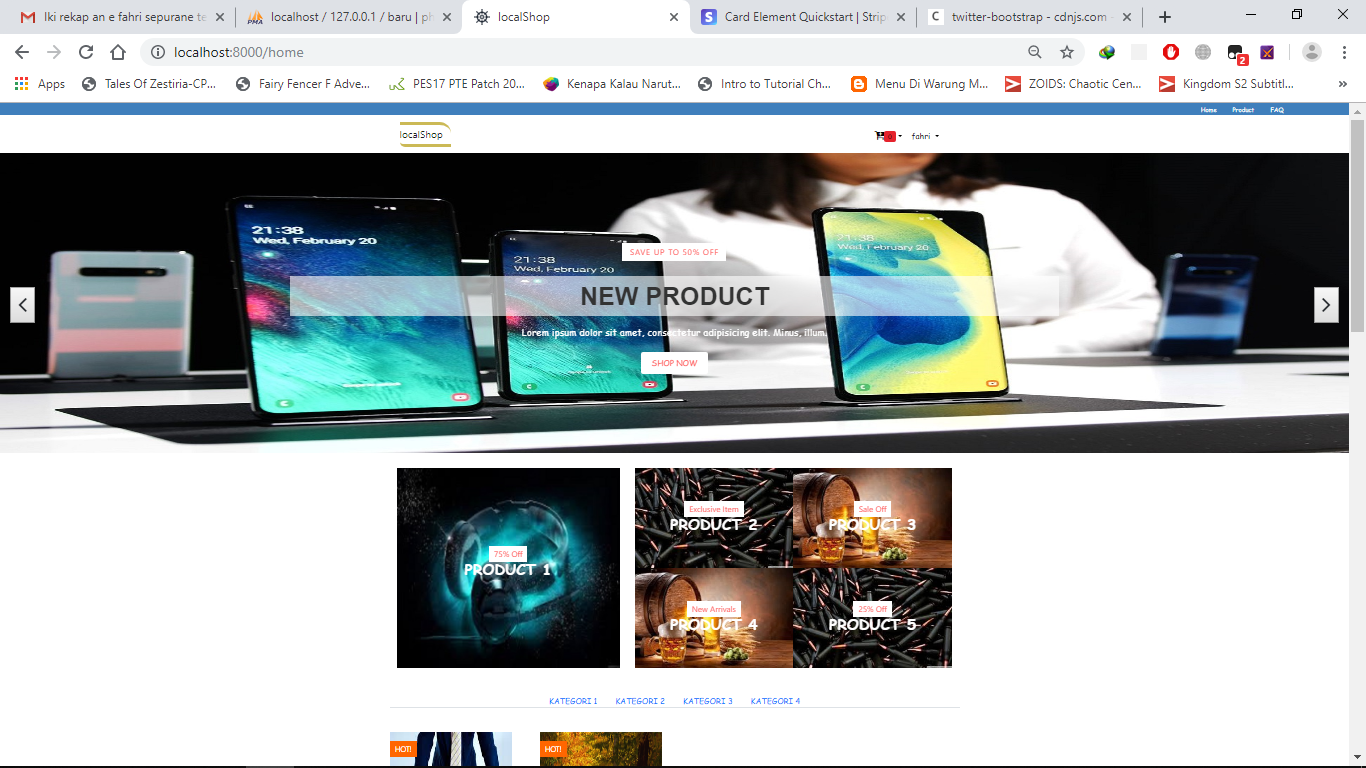 Iki rekap an e fahri sepurane te
localhost / 127.0.0.1 / baru | ph
localShop
Card Element Quickstart | Strip
twitter-bootstrap - cdnjs.com -
localhost:8000/home
2
Apps
Tales Of Zestiria-CP...
Fairy Fencer F Adve...
PES17 PTE Patch 20...
Kenapa Kalau Narut...
Intro to Tutorial Ch...
Menu Di Warung M...
ZOIDS: Chaotic Cen...
Kingdom S2 Subtitl...
»
Home Product FAQ
localShop
0
fahri
21:38
Wed, February 20
21:38
Wed, February 20
21:38
Wed, February 20
SAVE UP TO 50% OFF
NEW PRODUCT
Lorem ipsum dolor sit amet, consectetur adipisicing elit. Minus, illum.
SHOP NOW
75% Off
PRODUCT 1
Exclusive Item
PRODUCT 2
Sale Off
PRODUCT 3
New Arrivals
PRODUCT 4
25% Off
PRODUCT 5
KATEGORI 1 KATEGORI 2 KATEGORI 3 KATEGORI 4
HOT!
HOT!